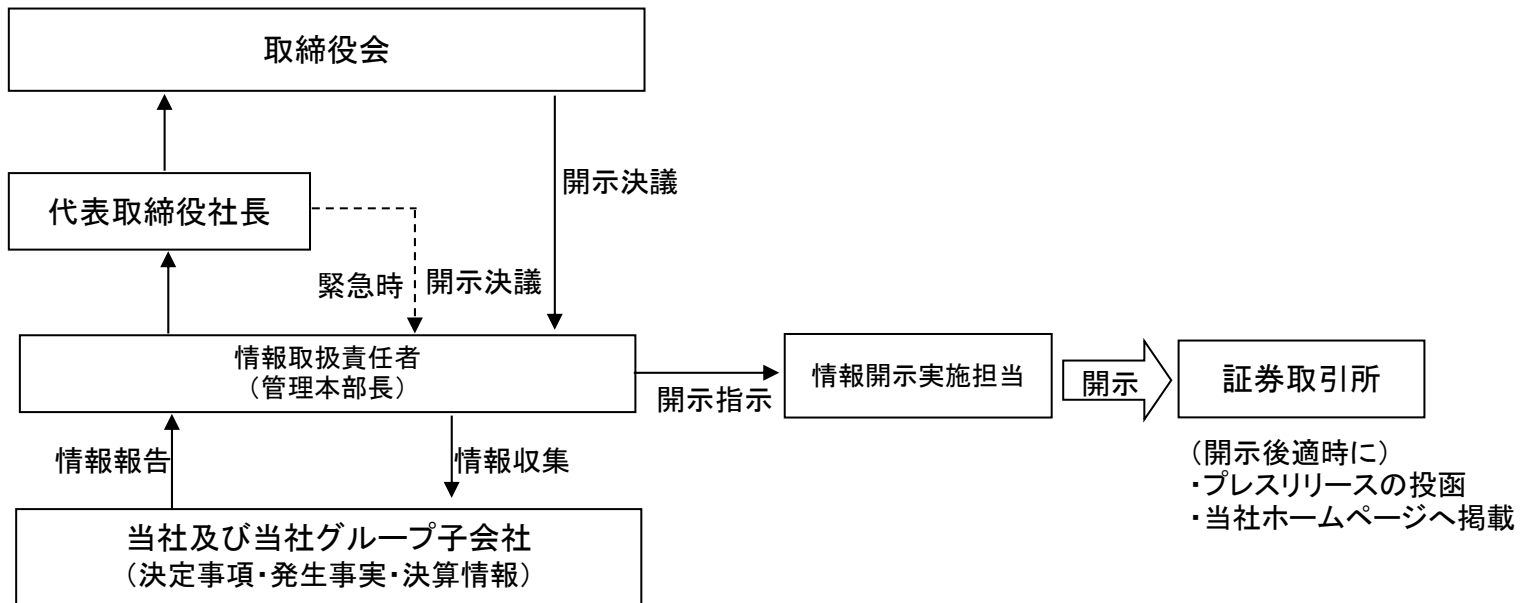 取締役会
開示決議
代表取締役社長
緊急時
開示決議
情報取扱責任者
（管理本部長）
開示指示
情報開示実施担当
開示
証券取引所
情報報告
情報収集
（開示後適時に）
・プレスリリースの投函
・当社ホームページへ掲載
当社及び当社グループ子会社
（決定事項・発生事実・決算情報）